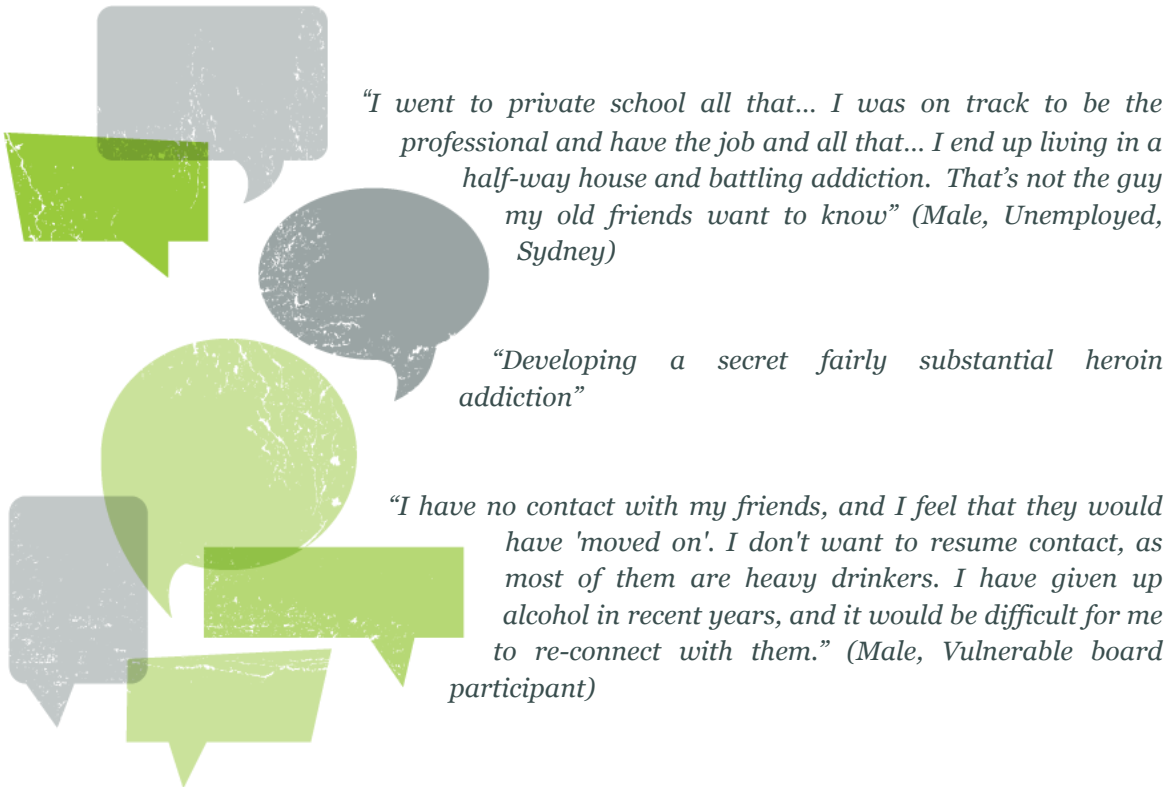 “I went to private school all that… I was on track to be the
professional and have the job and all that… I end up living in a
half-way house and battling addiction.  That’s not the guy
my old friends want to know” (Male, Unemployed,
Sydney)
“Developing a secret fairly substantial heroin
addiction”
“I have no contact with my friends, and I feel that they would
have 'moved on'. I don't want to resume contact, as
most of them are heavy drinkers. I have given up
alcohol in recent years, and it would be difficult for me
to re-connect with them.” (Male, Vulnerable board
participant)